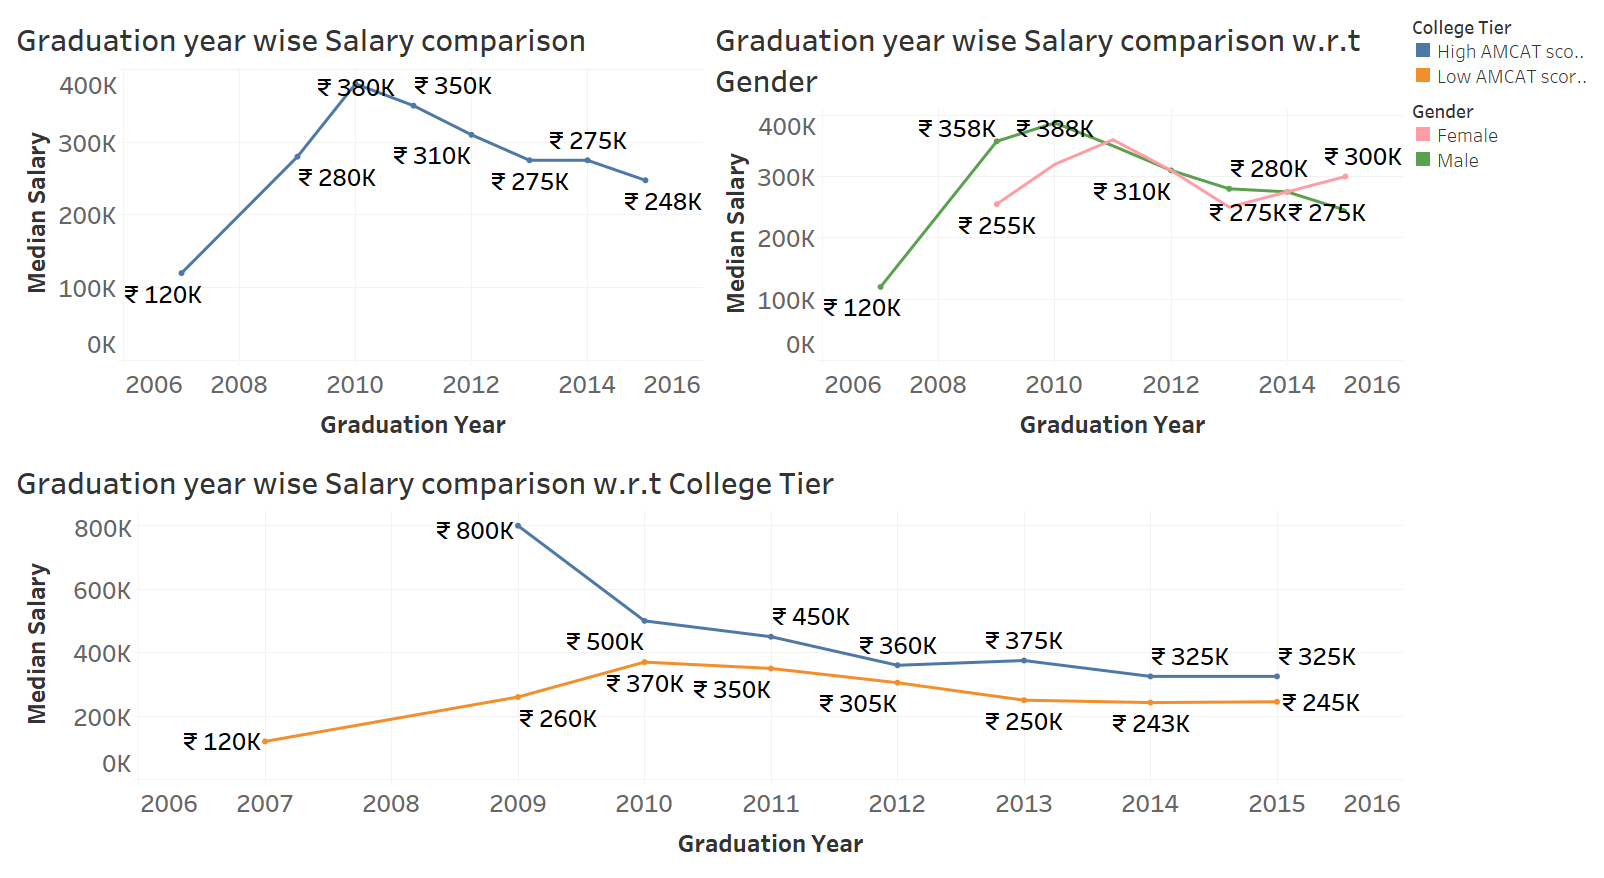 Graduation year wise Salary comparison
400K
300K
200K
100K
0K
Median Salary
₹ 380K
₹ 350K
₹ 275K
₹ 310K
₹ 280K
₹ 275K
₹ 248K
₹ 120K
2006 2008 2010 2012 2014 2016
Graduation Year
Graduation year wise Salary comparison w.r.t
Gender
400K
300K
200K
100K
0K
Median Salary
₹ 358K
₹ 388K
₹ 300K
₹ 280K
₹ 310K
₹ 275K
₹ 275K
₹ 255K
₹ 120K
2006 2008 2010 2012 2014 2016
Graduation Year
College Tier
High AMCAT sco..
Low AMCAT scor..
Gender
Female
Male
Graduation year wise Salary comparison w.r.t College Tier
800K
600K
400K
200K
0K
Median Salary
₹ 800K
₹ 450K
₹ 500K
₹ 360K
₹ 375K
₹ 325K
₹ 325K
₹ 370K
₹ 350K
₹ 305K
₹ 245K
₹ 260K
₹ 250K
₹ 243K
₹ 120K
2006 2007 2008 2009 2010 2011 2012 2013 2014 2015 2016
Graduation Year